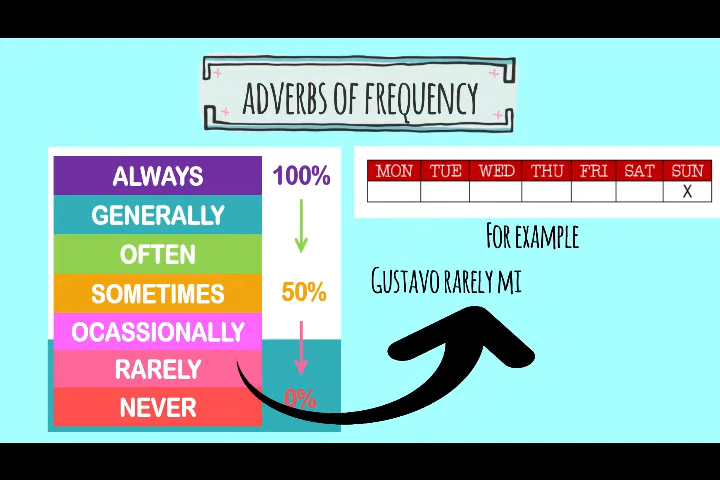 ADVERBS OF FREQUENCY
ALWAYS 100%
GENERALLY
OFTEN
SOMETIMES 50%
OCASSIONALLY
RARELY
NEVER 0%
MON TUE WED THU FRI SAT SUN
X
FOR EXAMPLE
GUSTAVO RARELY MI